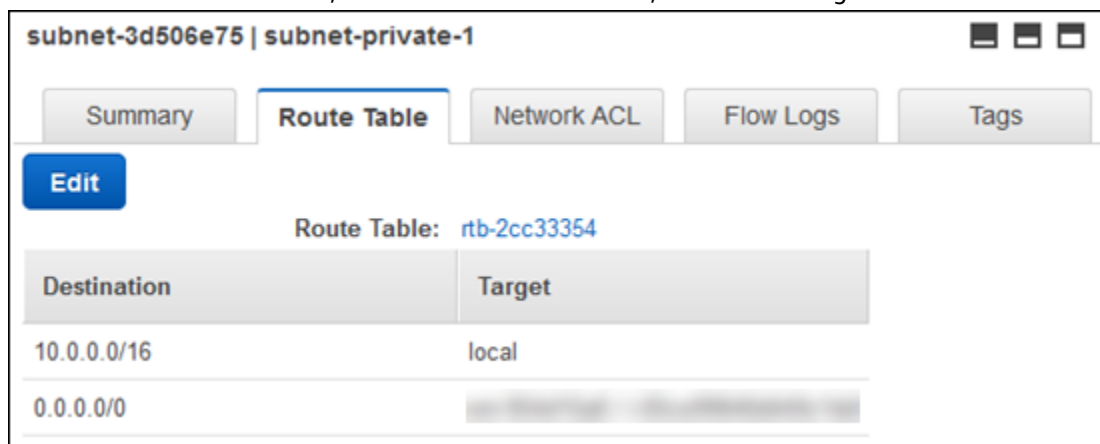 subnet-3d506e75 | subnet-private-1
Summary Route Table Network ACL Flow Logs Tags
Edit
Route Table: rtb-2cc33354
Destination Target
10.0.0.0/16 local
0.0.0.0/0